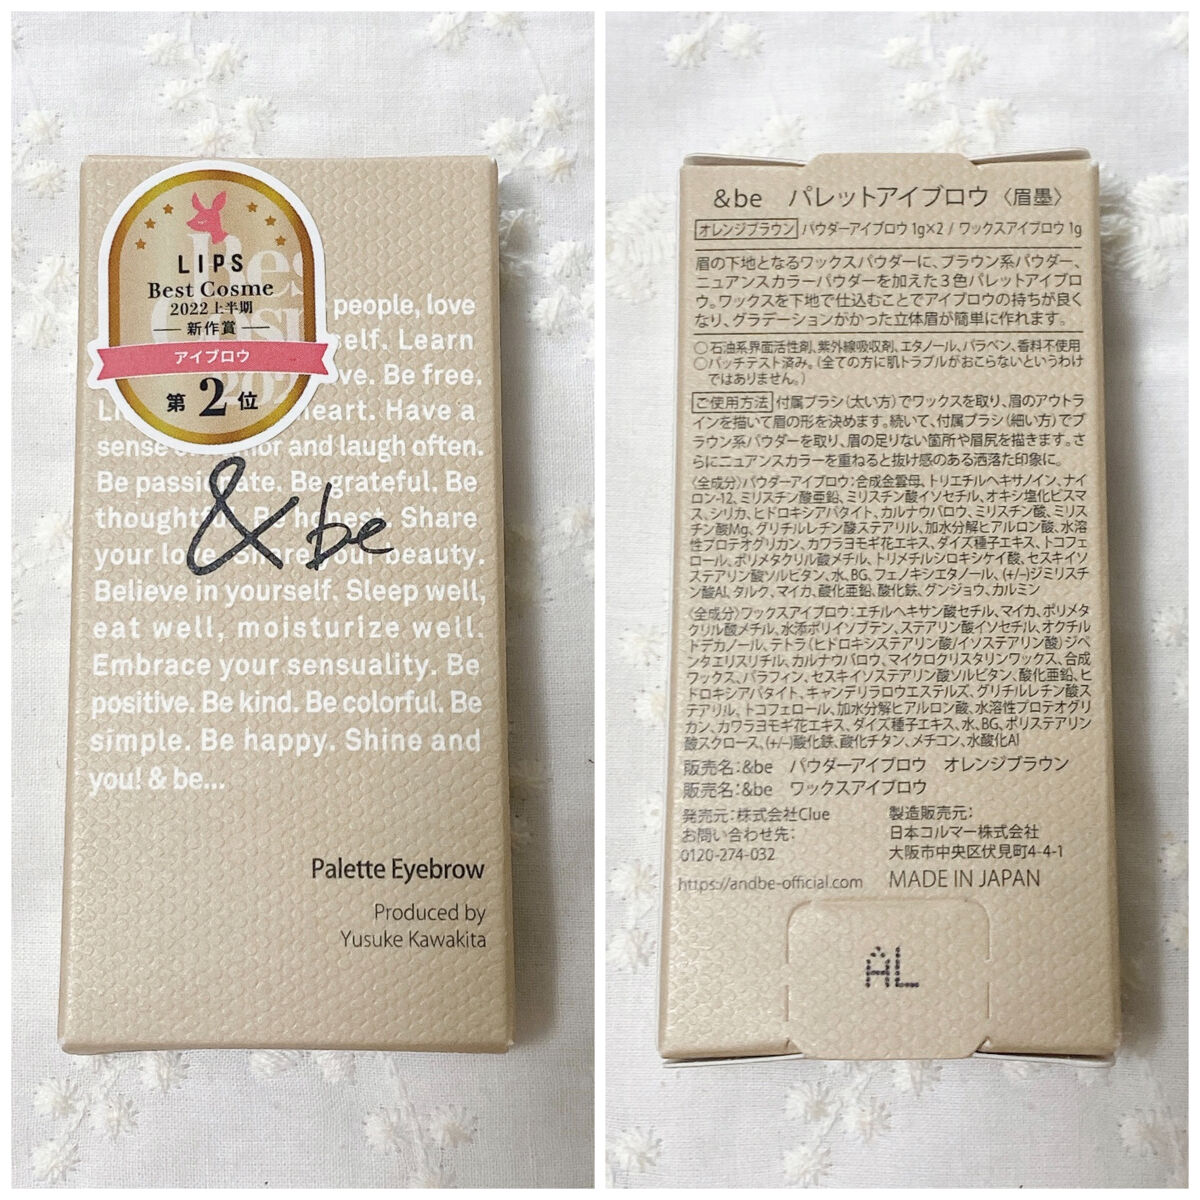 LIPS
Best Cosme
2022上半期
新作賞
アイブロウ
第2位
people, love
self. Learn
ve. Be free.
heart. Have a
sense and laugh often.
Be passionate. Be grateful. Be
thoughtful. Be honest. Share
your love. Share your beauty.
Believe in yourself. Sleep well,
eat well, moisturize well.
Embrace your sensuality. Be
positive. Be kind. Be colorful. Be
simple. Be happy. Shine and
you! & be...
&be
Palette Eyebrow
Produced by
Yusuke Kawakita
&be パレットアイブロウ〈眉墨〉
オレンジブラウン パウダーアイブロウ 1g×2 / ワックスアイブロウ 1g
眉の下地となるワックスパウダーに、ブラウン系パウダー、
ニュアンスカラーパウダーを加えた3色パレットアイブロ
ウ。ワックスを下地で仕込むことでアイブロウの持ちが良く
なり、グラデーションがかった立体眉が簡単に作れます。
○石油系界面活性剤、紫外線吸収剤、エタノール、パラベン、香料不使用
○パッチテスト済み。(全ての方に肌トラブルがおこらないというわけ
ではありません。)
ご使用方法 付属ブラシ(太い方)でワックスを取り、眉のアウトラ
インを描いて眉の形を決めます。続いて、付属ブラシ(細い方)でブ
ラウン系パウダーを取り、眉の足りない箇所や眉尻を描きます。さ
らにニュアンスカラーを重ねると抜け感のある洒落た印象に。
〈全成分〉パウダーアイブロウ:合成金雲母、トリエチルヘキサノイン、ナイ
ロン-12、ミリスチン酸亜鉛、ミリスチン酸イソセチル、オキシ塩化ビスマ
ス、シリカ、ヒドロキシアパタイト、カルナウバロウ、ミリスチン酸、ミリス
チン酸Mg、グリチルレチン酸ステアリル、加水分解ヒアルロン酸、水溶
性プロテオグリカン、カワラヨモギ花エキス、ダイズ種子エキス、トコフェ
ロール、ポリメタクリル酸メチル、トリメチルシロキシケイ酸、セスキイソ
ステアリン酸ソルビタン、水、BG、フェノキシエタノール、(+/-)ジミリスチ
ン酸Al、タルク、マイカ、酸化亜鉛、酸化鉄、グンジョウ、カルミン
〈全成分〉ワックスアイブロウ:エチルヘキサン酸セチル、マイカ、ポリメタ
クリル酸メチル、水添ポリイソブテン、ステアリン酸イソセチル、オクチルド
デカノール、テトラ(ヒドロキシステアリン酸/イソステアリン酸)ジペ
ンタエリスリチル、カルナウバロウ、マイクロクリスタリンワックス、合成
ワックス、パラフィン、セスキイソステアリン酸ソルビタン、酸化亜鉛、ヒ
ドロキシアパタイト、キャンデリラロウエステルズ、グリチルレチン酸ス
テアリル、トコフェロール、加水分解ヒアルロン酸、水溶性プロテオグリ
カン、カワラヨモギ花エキス、ダイズ種子エキス、水、BG、ポリステアリン
酸スクロース、(+/-)酸化鉄、酸化チタン、メチコン、水酸化Al
販売名:&be パウダーアイブロウ オレンジブラウン
販売名:&be ワックスアイブロウ
発売元:株式会社Clue
お問い合わせ先:
0120-274-032
https://andbe-official.com
製造販売元:
日本コルマー株式会社
大阪市中央区伏見町4-4-1
MADE IN JAPAN
AL